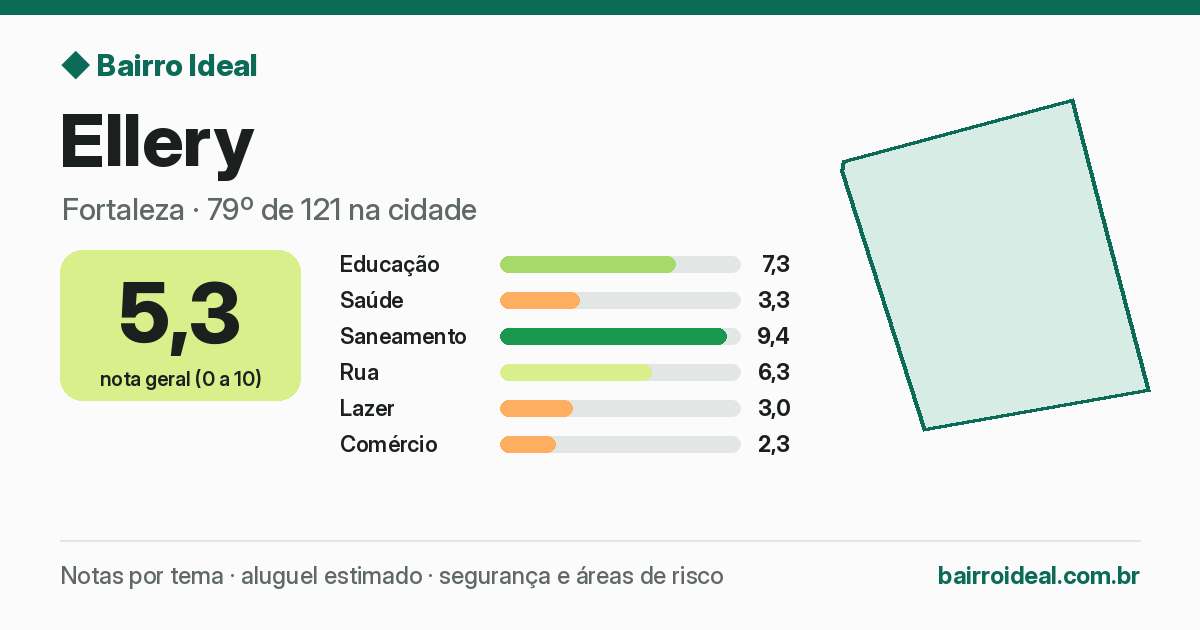 Bairro Ideal
Ellery
Fortaleza · 79º de 121 na cidade
5,3
nota geral (0 a 10)
Educação 7,3
Saúde 3,3
Saneamento 9,4
Rua 6,3
Lazer 3,0
Comércio 2,3
Notas por tema · aluguel estimado · segurança e áreas de risco
bairroideal.com.br